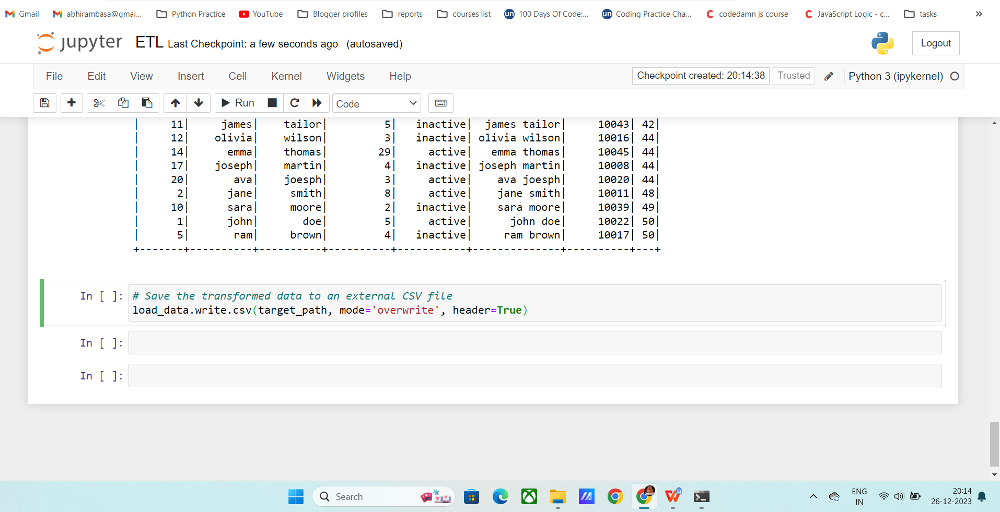 Gmail abhirambasa@gmai... Python Practice YouTube Blogger profiles reports courses list un 100 Days Of Code:... un Coding Practice Cha... C codedamn js course C JavaScript Logic - c... tasks »
jupyter ETL Last Checkpoint: a few seconds ago (autosaved) Logout
File Edit View Insert Cell Kernel Widgets Help Checkpoint created: 20:14:38 Trusted Python 3 (ipykernel)
Run Code
| 11| james| tailor| 5| inactive| james tailor| 10043| 42|
| 12| olivia| wilson| 3| inactive| olivia wilson| 10016| 44|
| 14| emma| thomas| 29| active| emma thomas| 10045| 44|
| 17| joseph| martin| 4| inactive| joseph martin| 10008| 44|
| 20| ava| joesph| 3| active| ava joesph| 10020| 44|
| 2| jane| smith| 8| active| jane smith| 10011| 48|
| 10| sara| moore| 2| inactive| sara moore| 10039| 49|
| 1| john| doe| 5| active| john doe| 10022| 50|
| 5| ram| brown| 4| inactive| ram brown| 10017| 50|
+-------+----------+----------+----------+-----------+--------------+----------+---+
In [ ]: # Save the transformed data to an external CSV file
load_data.write.csv(target_path, mode='overwrite', header=True)
In [ ]:
In [ ]:
Search ENG 20:14
IN 26-12-2023